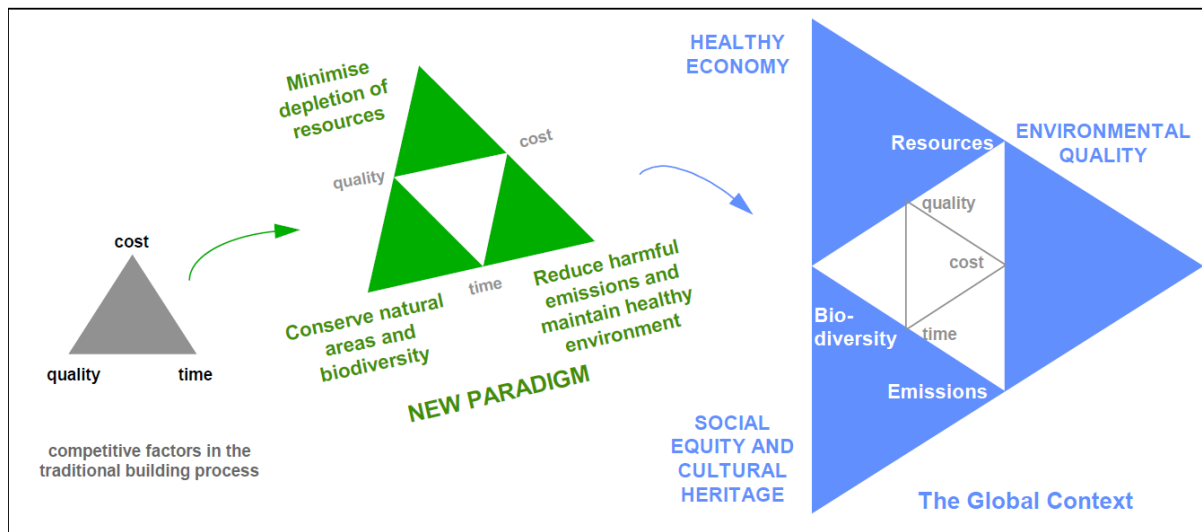 cost
quality
time
competitive factors in the
traditional building process
Minimise
depletion of
resources
cost
quality
time
Conserve natural
areas and
biodiversity
Reduce harmful
emissions and
maintain healthy
environment
NEW PARADIGM
HEALTHY
ECONOMY
Resources
ENVIRONMENTAL
QUALITY
quality
cost
time
Bio-
diversity
Emissions
SOCIAL
EQUITY AND
CULTURAL
HERITAGE
The Global Context